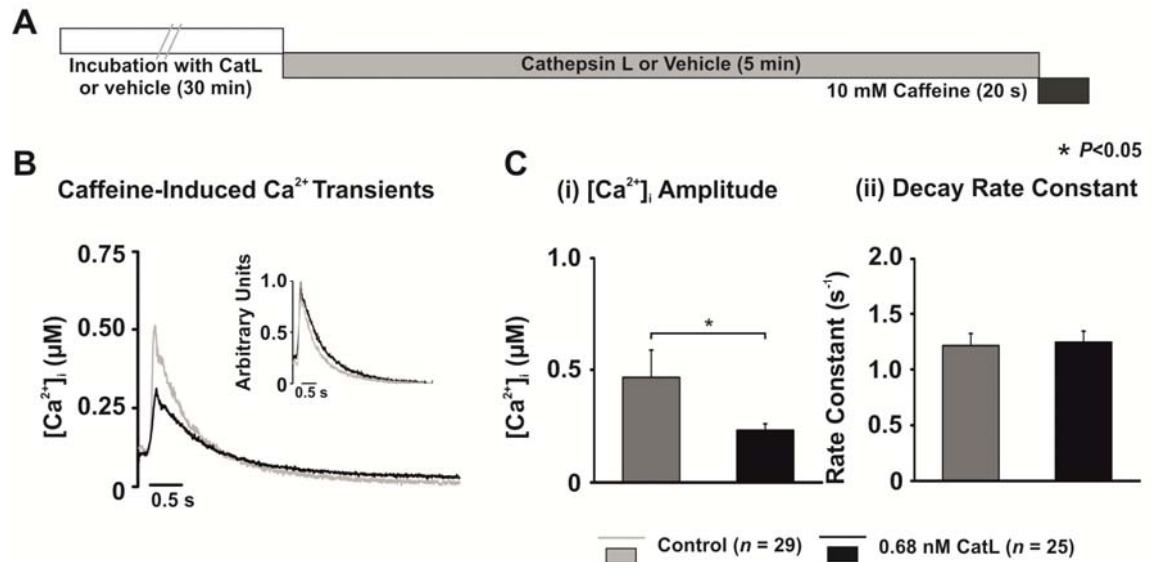 A
Incubation with CatL
or vehicle (30 min)
Cathepsin L or Vehicle (5 min)
10 mM Caffeine (20 s)
* P<0.05
B
Caffeine-Induced Ca²⁺ Transients
[Ca²⁺]ᵢ (µM)
0.75
0.50
0.25
0
0.5 s
Arbitrary Units
1.0
0.5
0
0.5 s
C
(i) [Ca²⁺]ᵢ Amplitude
[Ca²⁺]ᵢ (µM)
1.0
0.5
0
*
(ii) Decay Rate Constant
Rate Constant (s⁻¹)
2.0
1.5
1.0
0.5
0
Control (n = 29)
0.68 nM CatL (n = 25)